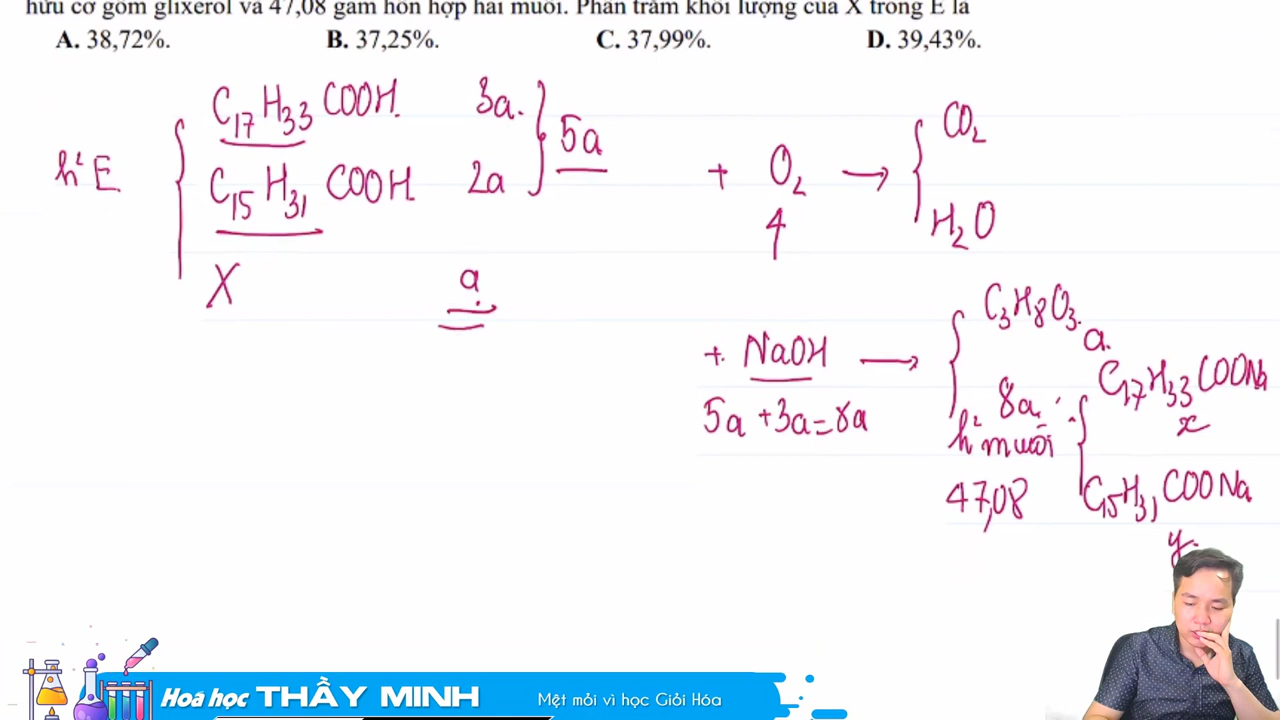 hữu cơ gồm glixerol và 47,08 gam hỗn hợp hai muối. Phần trăm khối lượng của X trong E là
A. 38,72%. B. 37,25%. C. 37,99%. D. 39,43%.
h² E
C₁₇H₃₃COOH 3a
C₁₅H₃₁COOH 2a
5a
X a
+ O₂ → CO₂
4 H₂O
+ NaOH → C₃H₈O₃ a
5a + 3a = 8a
8a
h² muối
47,08
C₁₇H₃₃COONa
x
C₁₅H₃₁COONa
y
Hoá học THẦY MINH Mệt mỏi vì học Giỏi Hóa